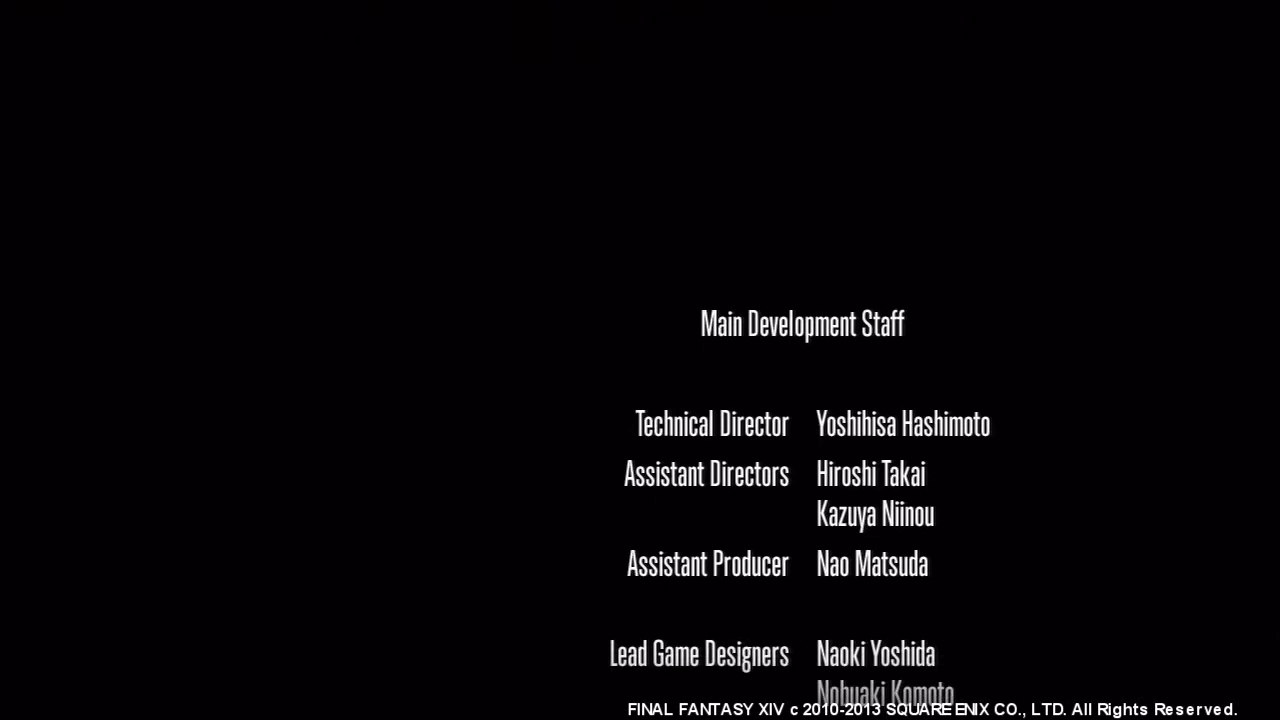 Main Development Staff
Technical Director Yoshihisa Hashimoto
Assistant Directors Hiroshi Takai
Kazuya Niinou
Assistant Producer Nao Matsuda
Lead Game Designers Naoki Yoshida
Nobuaki Komoto
FINAL FANTASY XIV c 2010-2013 SQUARE ENIX CO., LTD. All Rights Reserved.